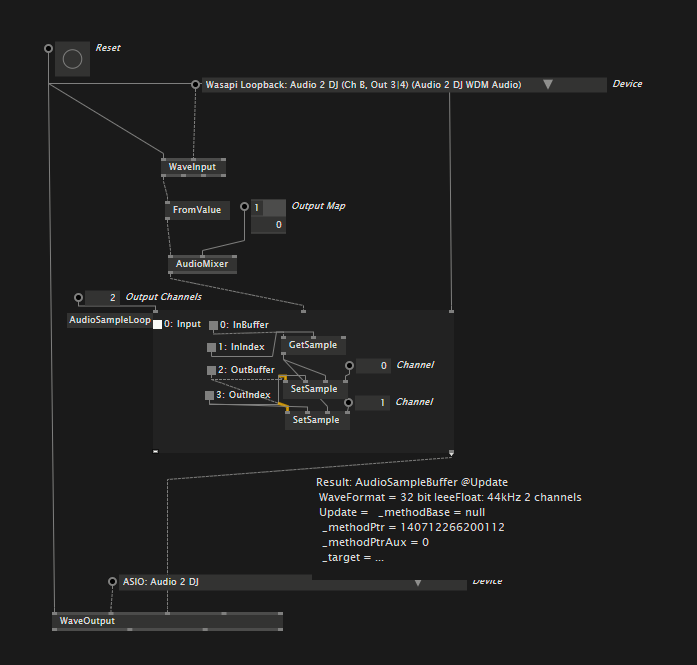 Reset
Wasapi Loopback: Audio 2 DJ (Ch B, Out 3|4) (Audio 2 DJ WDM Audio)
Device
WaveInput
FromValue
1
0
Output Map
AudioMixer
2
Output Channels
AudioSampleLoop
0: Input
0: InBuffer
1: InIndex
GetSample
2: OutBuffer
0
Channel
SetSample
3: OutIndex
1
Channel
SetSample
Result: AudioSampleBuffer @Update
WaveFormat = 32 bit IeeeFloat: 44kHz 2 channels
Update = _methodBase = null
_methodPtr = 140712266200112
_methodPtrAux = 0
_target = ...
ASIO: Audio 2 DJ
Device
WaveOutput